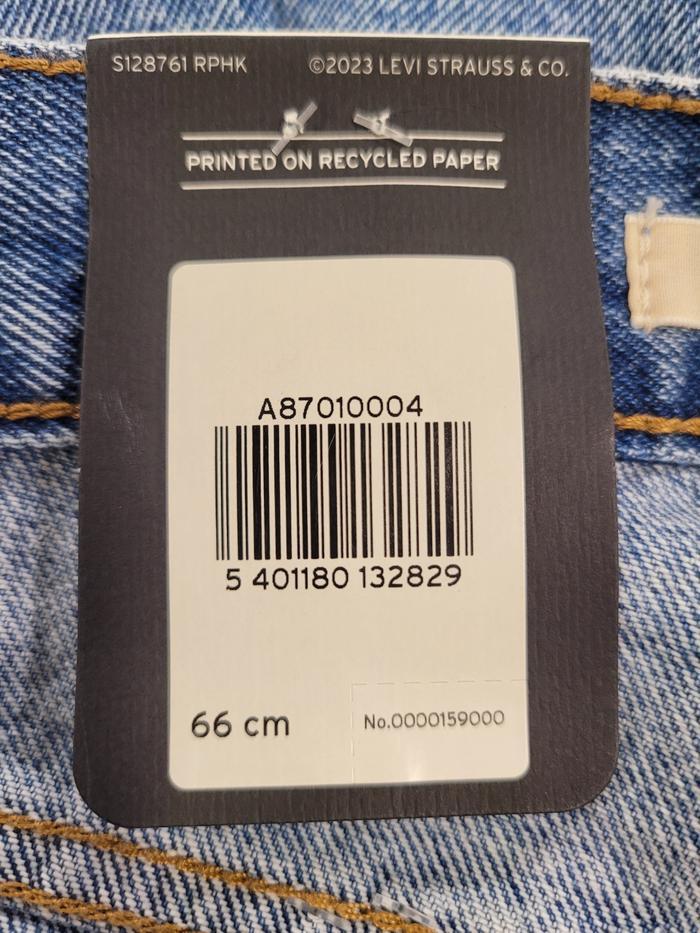 S128761 RPHK
©2023 LEVI STRAUSS & CO.
PRINTED ON RECYCLED PAPER
A87010004
5 401180 132829
66 cm
No.0000159000